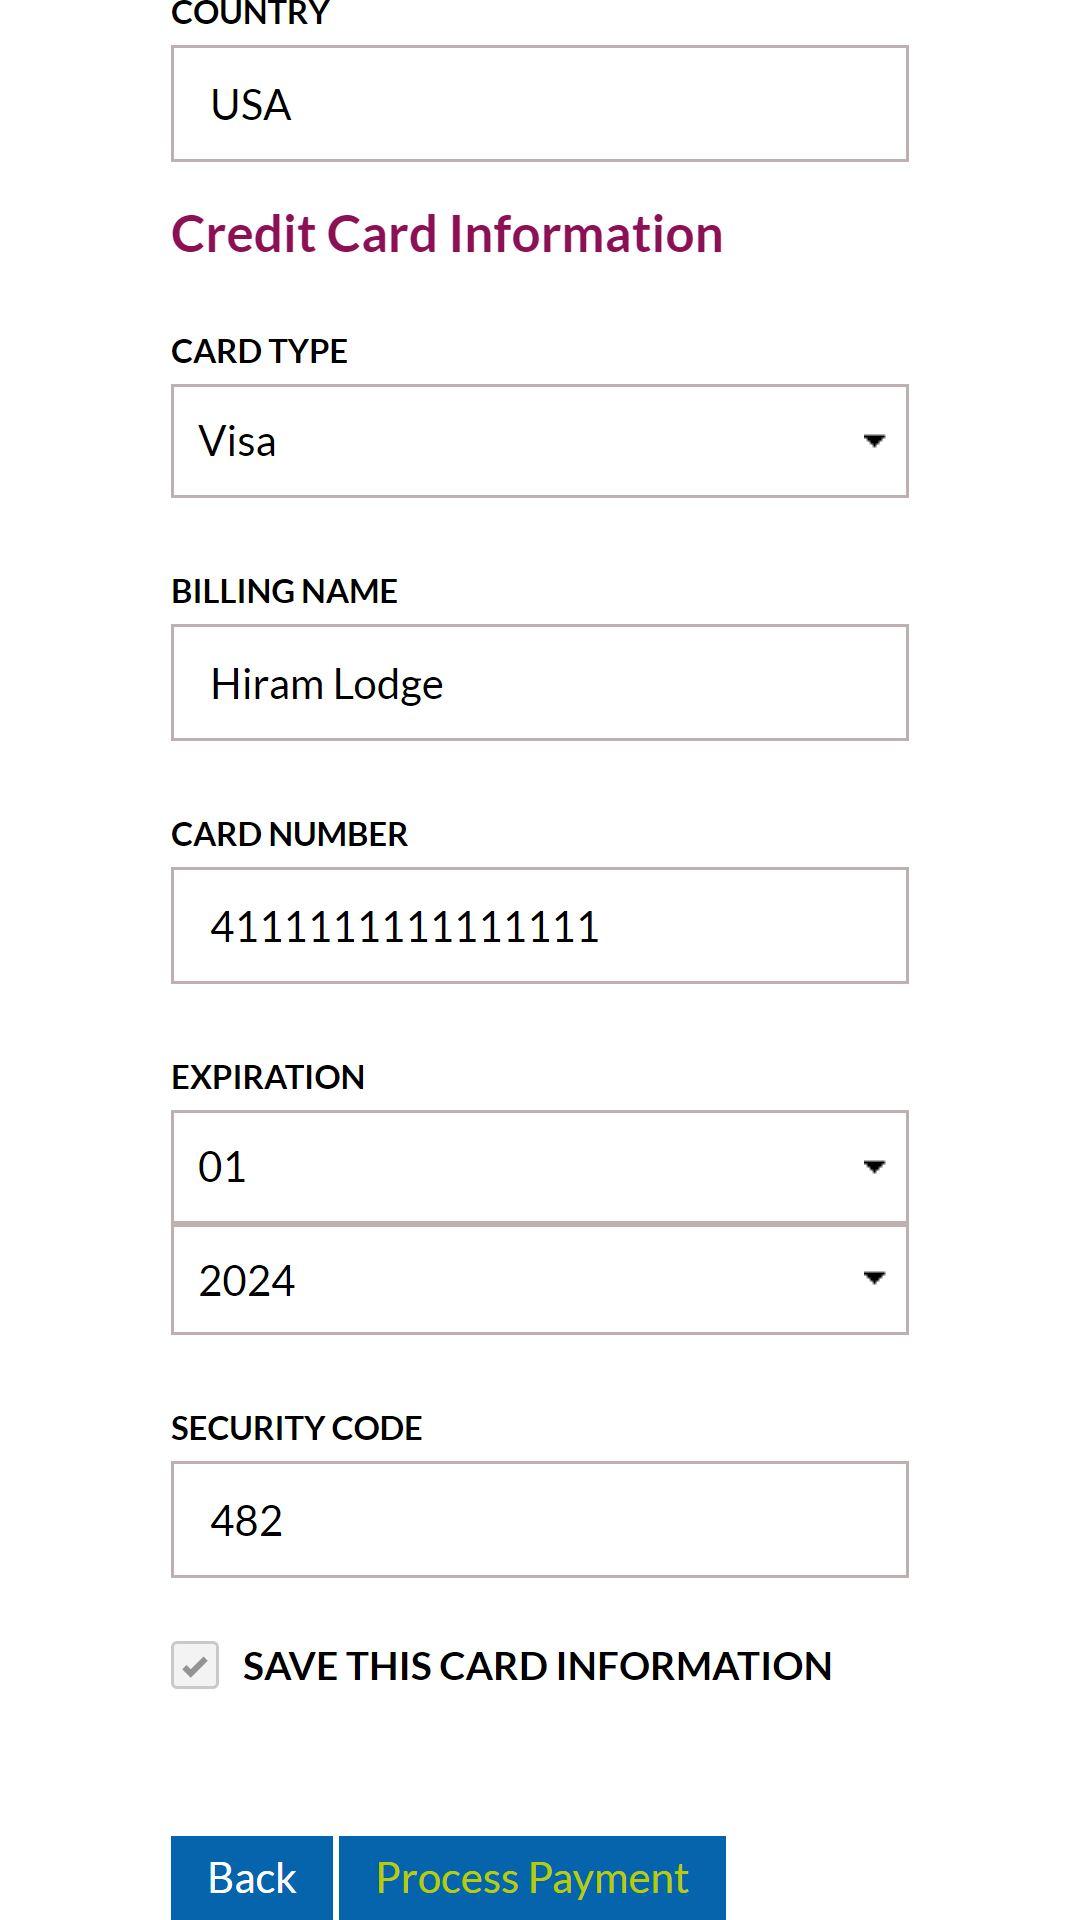 COUNTRY
USA
Credit Card Information
CARD TYPE
Visa
BILLING NAME
Hiram Lodge
CARD NUMBER
4111111111111111
EXPIRATION
01
2024
SECURITY CODE
482
SAVE THIS CARD INFORMATION
Back Process Payment